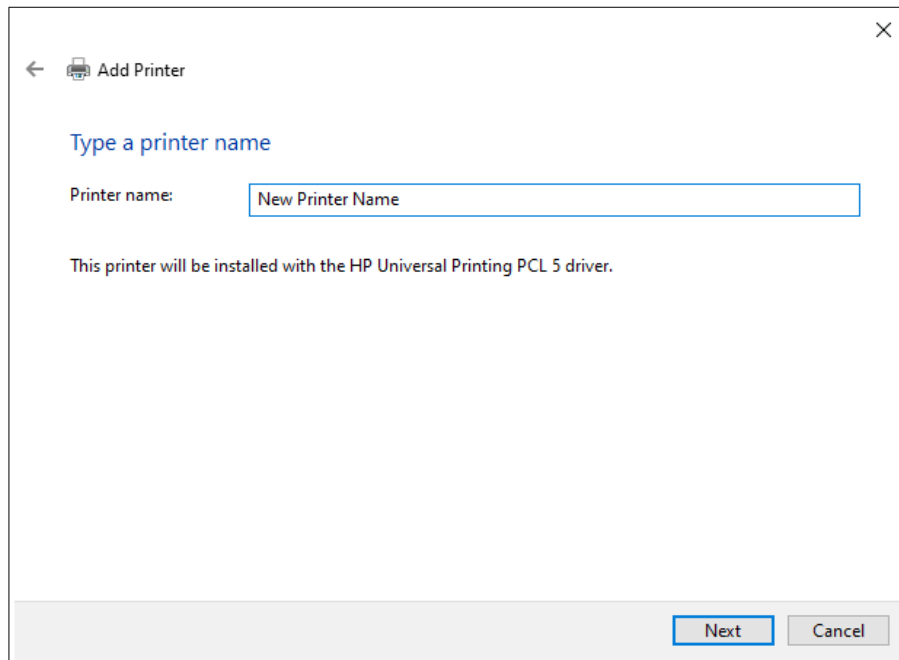 Add Printer
Type a printer name
Printer name: New Printer Name
This printer will be installed with the HP Universal Printing PCL 5 driver.
Next Cancel